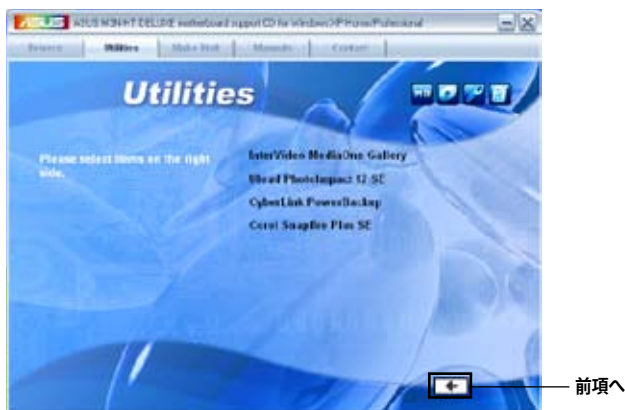 ASUS M3N-HT DELUXE motherboard support CD for Windows XP Home/Professional
Drivers Utilities Make Disk Manuals Contact
Utilities
Please select items on the right
side.
InterVideo MediaOne Gallery
Ulead PhotoImpact 12 SE
CyberLink PowerBackup
Corel Snapfire Plus SE
前項へ